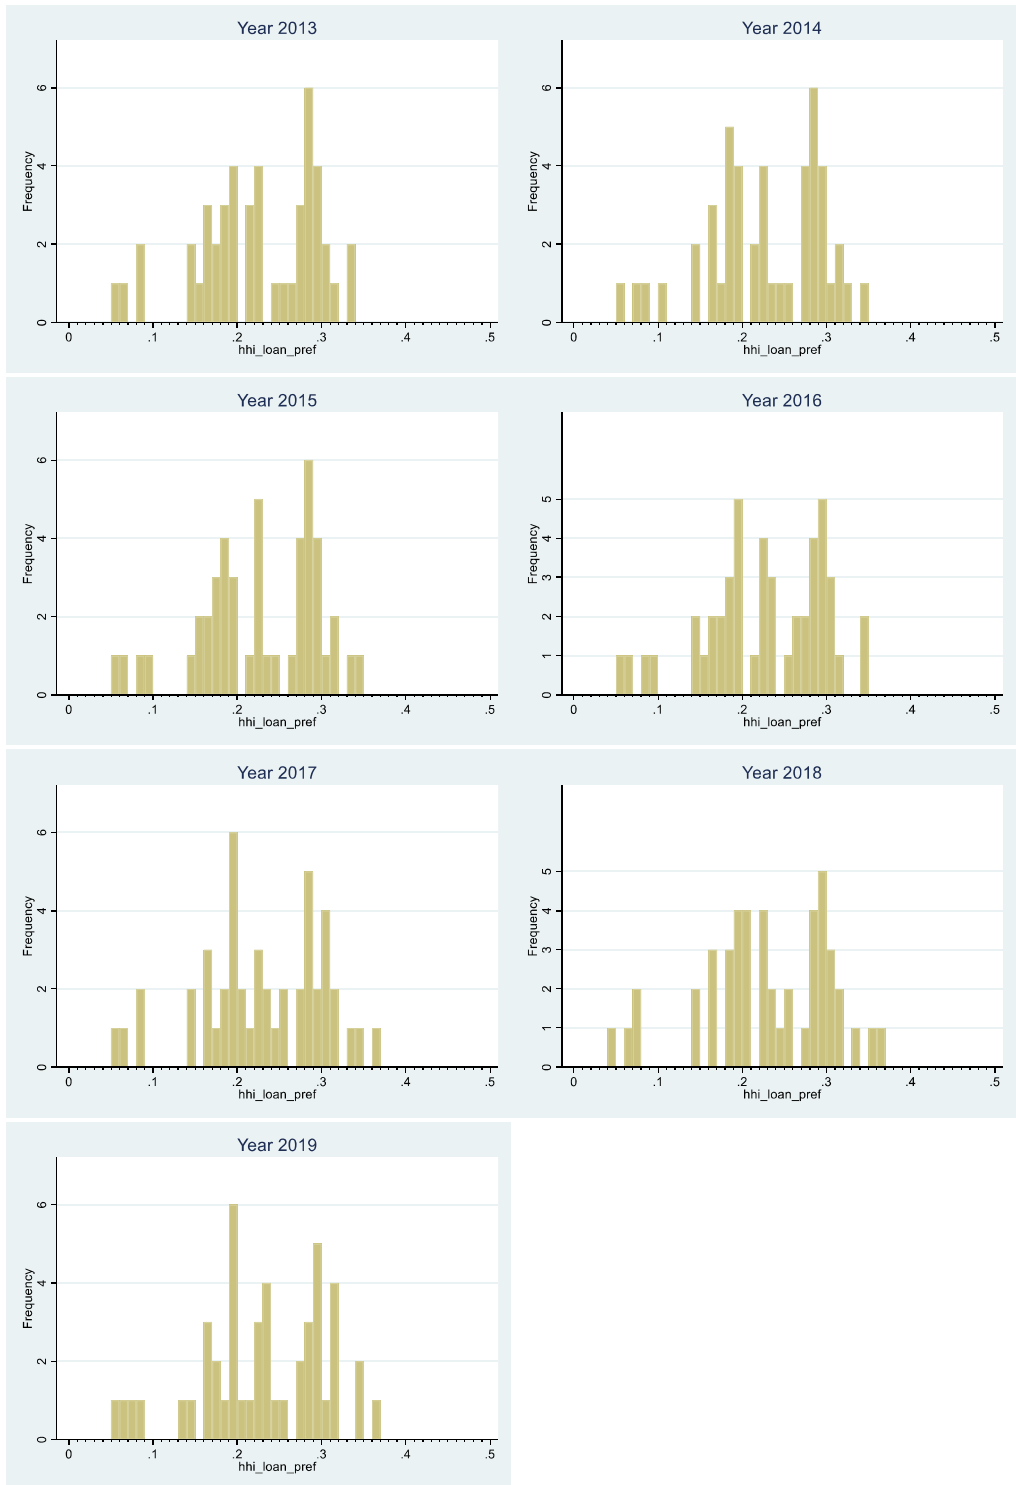 Year 2013
Frequency
0 2 4 6
0 .1 .2 .3 .4 .5
hhi_loan_pref
Year 2014
Frequency
0 2 4 6
0 .1 .2 .3 .4 .5
hhi_loan_pref
Year 2015
Frequency
0 2 4 6
0 .1 .2 .3 .4 .5
hhi_loan_pref
Year 2016
Frequency
0 1 2 3 4 5
0 .1 .2 .3 .4 .5
hhi_loan_pref
Year 2017
Frequency
0 2 4 6
0 .1 .2 .3 .4 .5
hhi_loan_pref
Year 2018
Frequency
0 1 2 3 4 5
0 .1 .2 .3 .4 .5
hhi_loan_pref
Year 2019
Frequency
0 2 4 6
0 .1 .2 .3 .4 .5
hhi_loan_pref